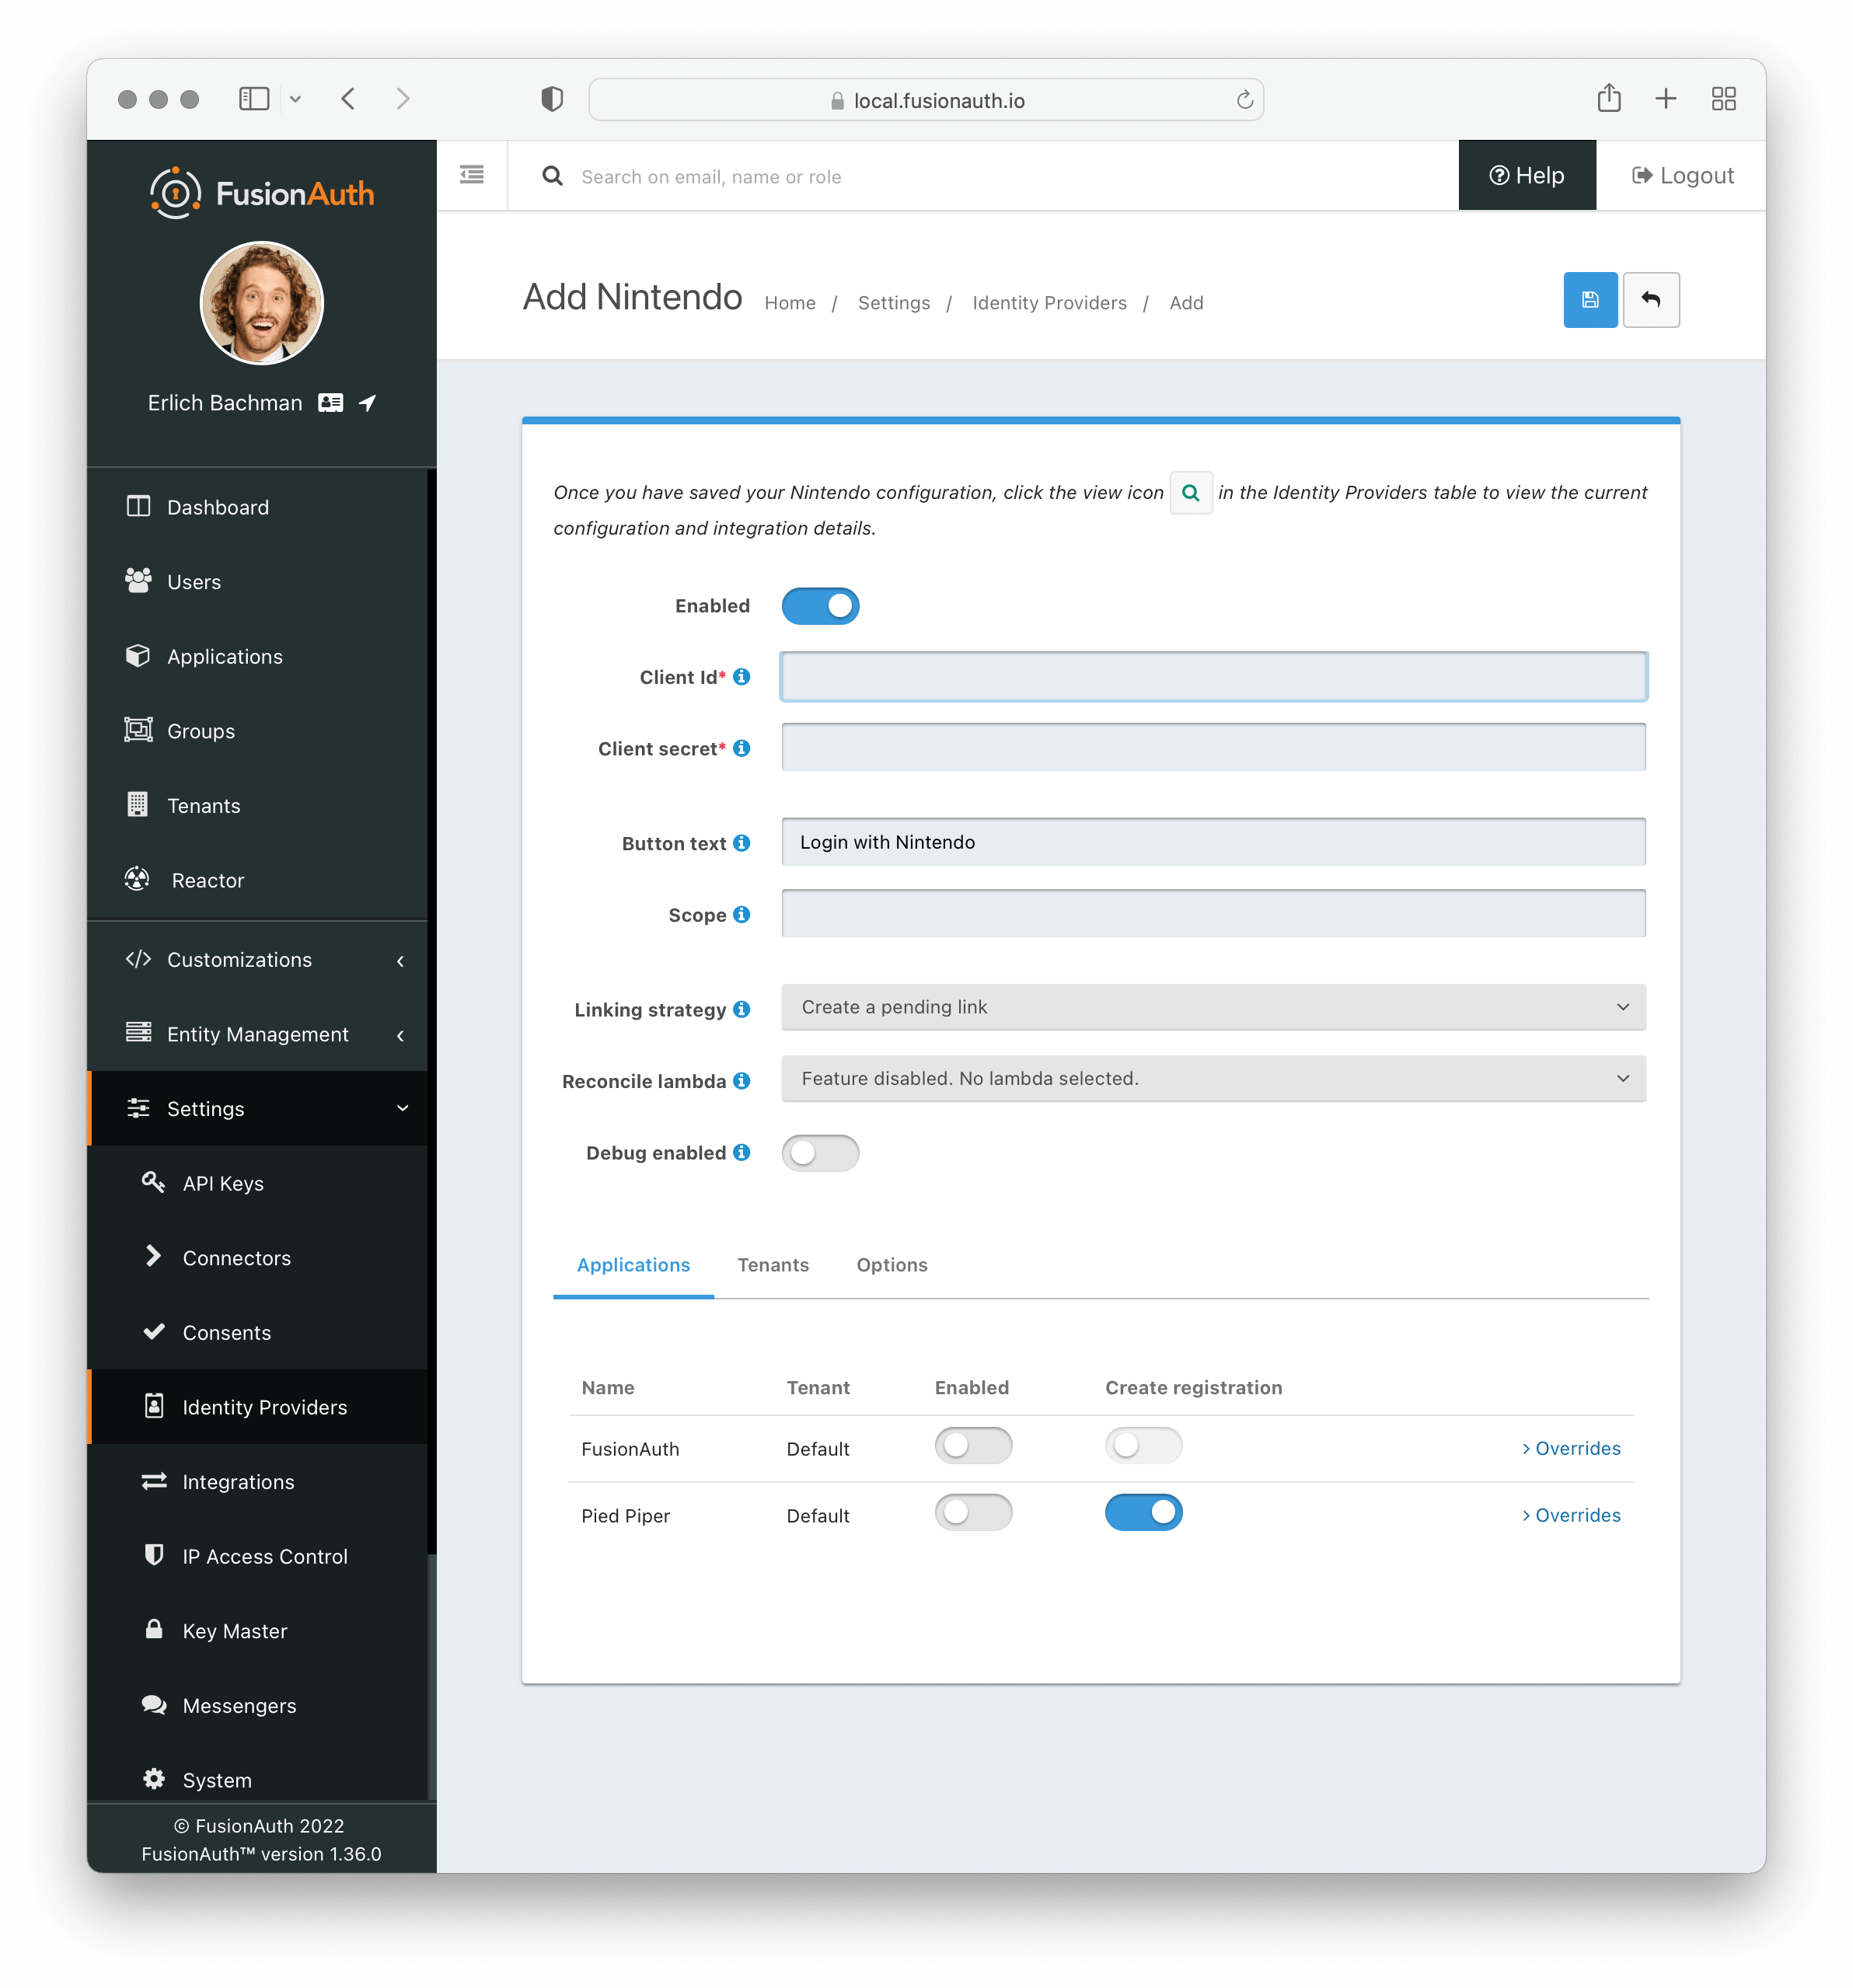 local.fusionauth.io
FusionAuth
Search on email, name or role
Help
Logout
Erlich Bachman
Add Nintendo
Home / Settings / Identity Providers / Add
Dashboard
Users
Applications
Groups
Tenants
Reactor
Customizations
Entity Management
Settings
API Keys
Connectors
Consents
Identity Providers
Integrations
IP Access Control
Key Master
Messengers
System
© FusionAuth 2022
FusionAuth™ version 1.36.0
Once you have saved your Nintendo configuration, click the view icon in the Identity Providers table to view the current
configuration and integration details.
Enabled
Client Id*
Client secret*
Button text Login with Nintendo
Scope
Linking strategy Create a pending link
Reconcile lambda Feature disabled. No lambda selected.
Debug enabled
Applications Tenants Options
Name Tenant Enabled Create registration
FusionAuth Default Overrides
Pied Piper Default Overrides